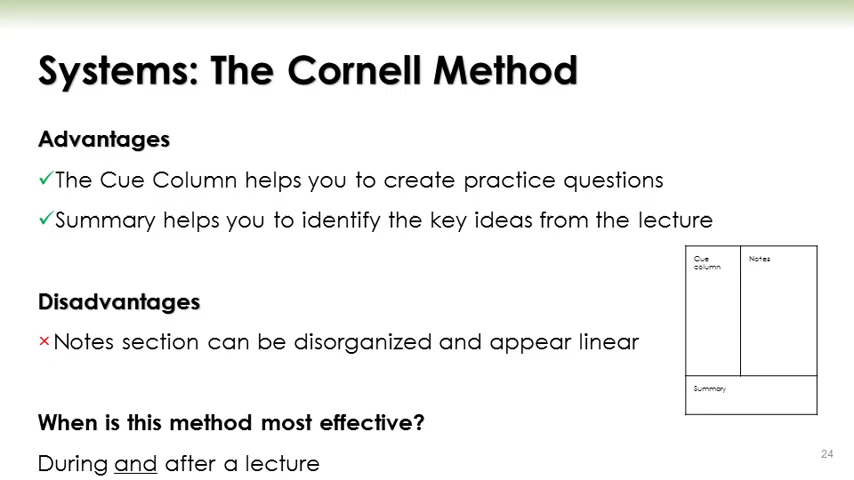 Systems: The Cornell Method
Advantages
✓The Cue Column helps you to create practice questions
✓Summary helps you to identify the key ideas from the lecture
Cue
column
Notes
Summary
Disadvantages
×Notes section can be disorganized and appear linear
When is this method most effective?
During and after a lecture
24